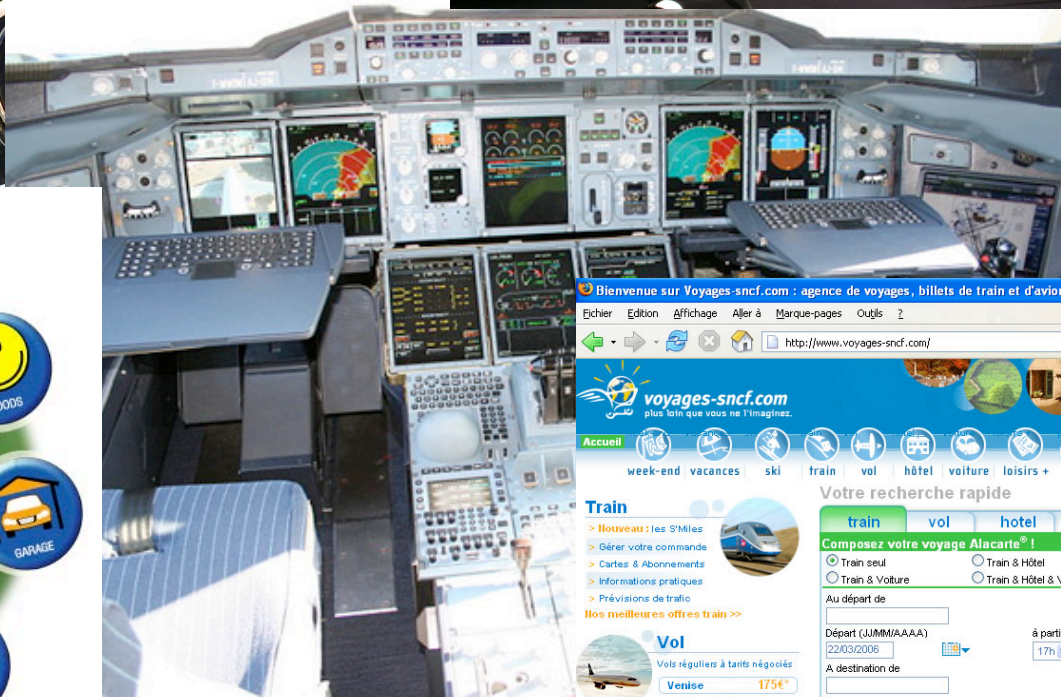 OODS
GARAGE
Bienvenue sur Voyages-sncf.com : agence de voyages, billets de train et d'avion
Fichier Edition Affichage Aller à Marque-pages Outils ?
http://www.voyages-sncf.com/
voyages-sncf.com
plus loin que vous ne l'imaginez.
Accueil
week-end vacances ski train vol hôtel voiture loisirs +
Votre recherche rapide
train vol hotel
Composez votre voyage Alacarte® !
Train seul Train & Hôtel
Train & Voiture Train & Hôtel & V
Au départ de
Départ (JJ/MM/AAAA) à parti
22/03/2006 17h
A destination de
Train
> Nouveau : les S'Miles
> Gérer votre commande
> Cartes & Abonnements
> Informations pratiques
> Prévisions de trafic
Nos meilleures offres train >>
Vol
Vols réguliers à tarifs négociés
Venise 175€*